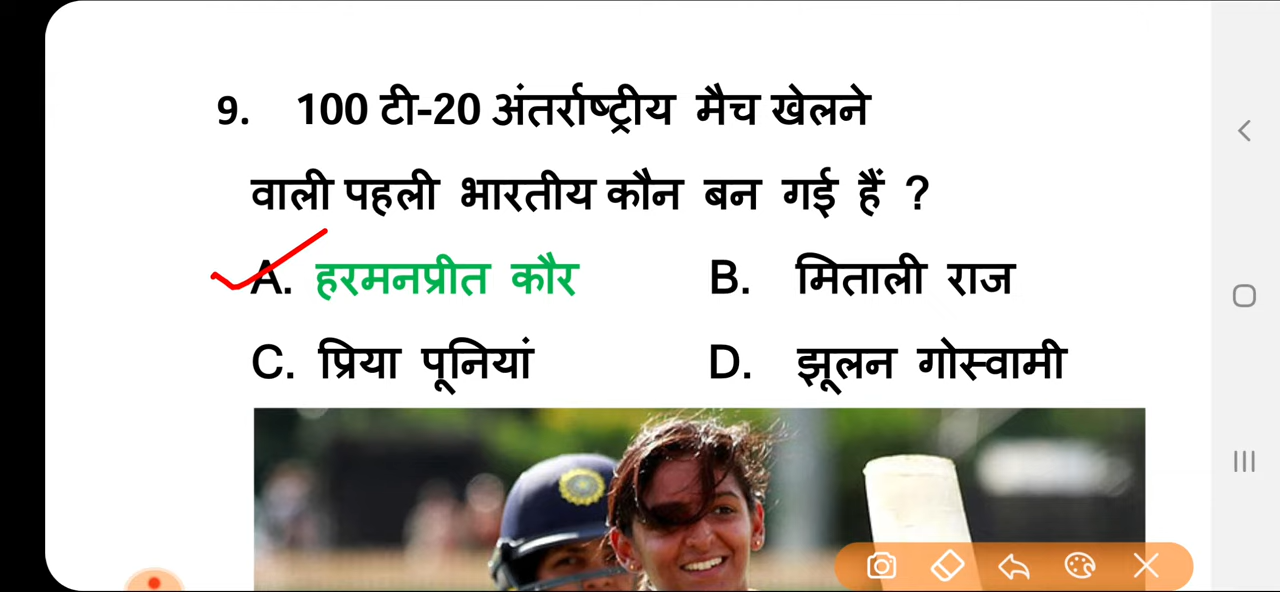 9. 100 टी-20 अंतर्राष्ट्रीय मैच खेलने
वाली पहली भारतीय कौन बन गई हैं ?
A. हरमनप्रीत कौर B. मिताली राज
C. प्रिया पूनियां D. झूलन गोस्वामी